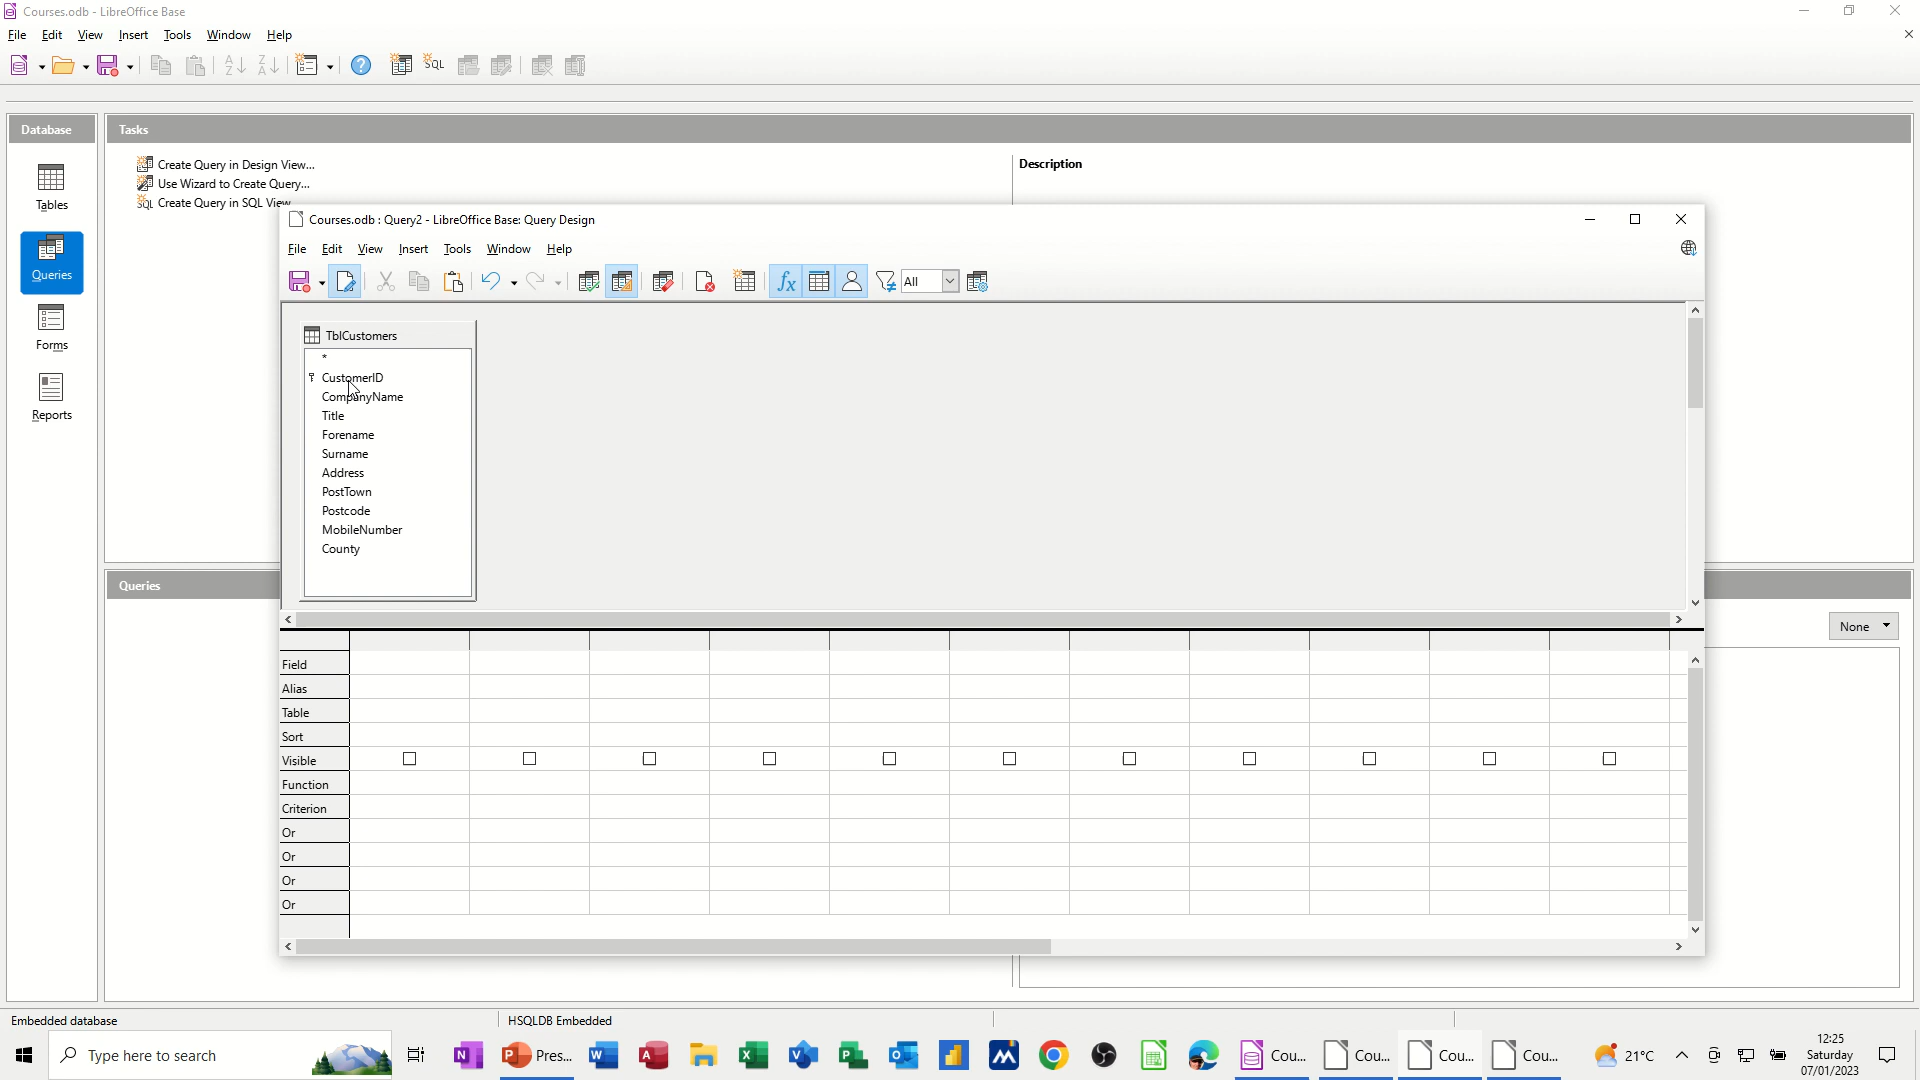 Courses.odb - LibreOffice Base
File Edit View Insert Tools Window Help
SQL
Database
Tasks
Tables
Queries
Forms
Reports
Create Query in Design View...
Use Wizard to Create Query...
Create Query in SQL View...
Description
Courses.odb : Query2 - LibreOffice Base: Query Design
File Edit View Insert Tools Window Help
All
TblCustomers
*
CustomerID
CompanyName
Title
Forename
Surname
Address
PostTown
Postcode
MobileNumber
County
Queries
None
Field
Alias
Table
Sort
Visible
Function
Criterion
Or
Or
Or
Or
Embedded database
HSQLDB Embedded
Type here to search
Pres...
Cou...
Cou...
Cou...
Cou...
21°C
12:25
Saturday
07/01/2023